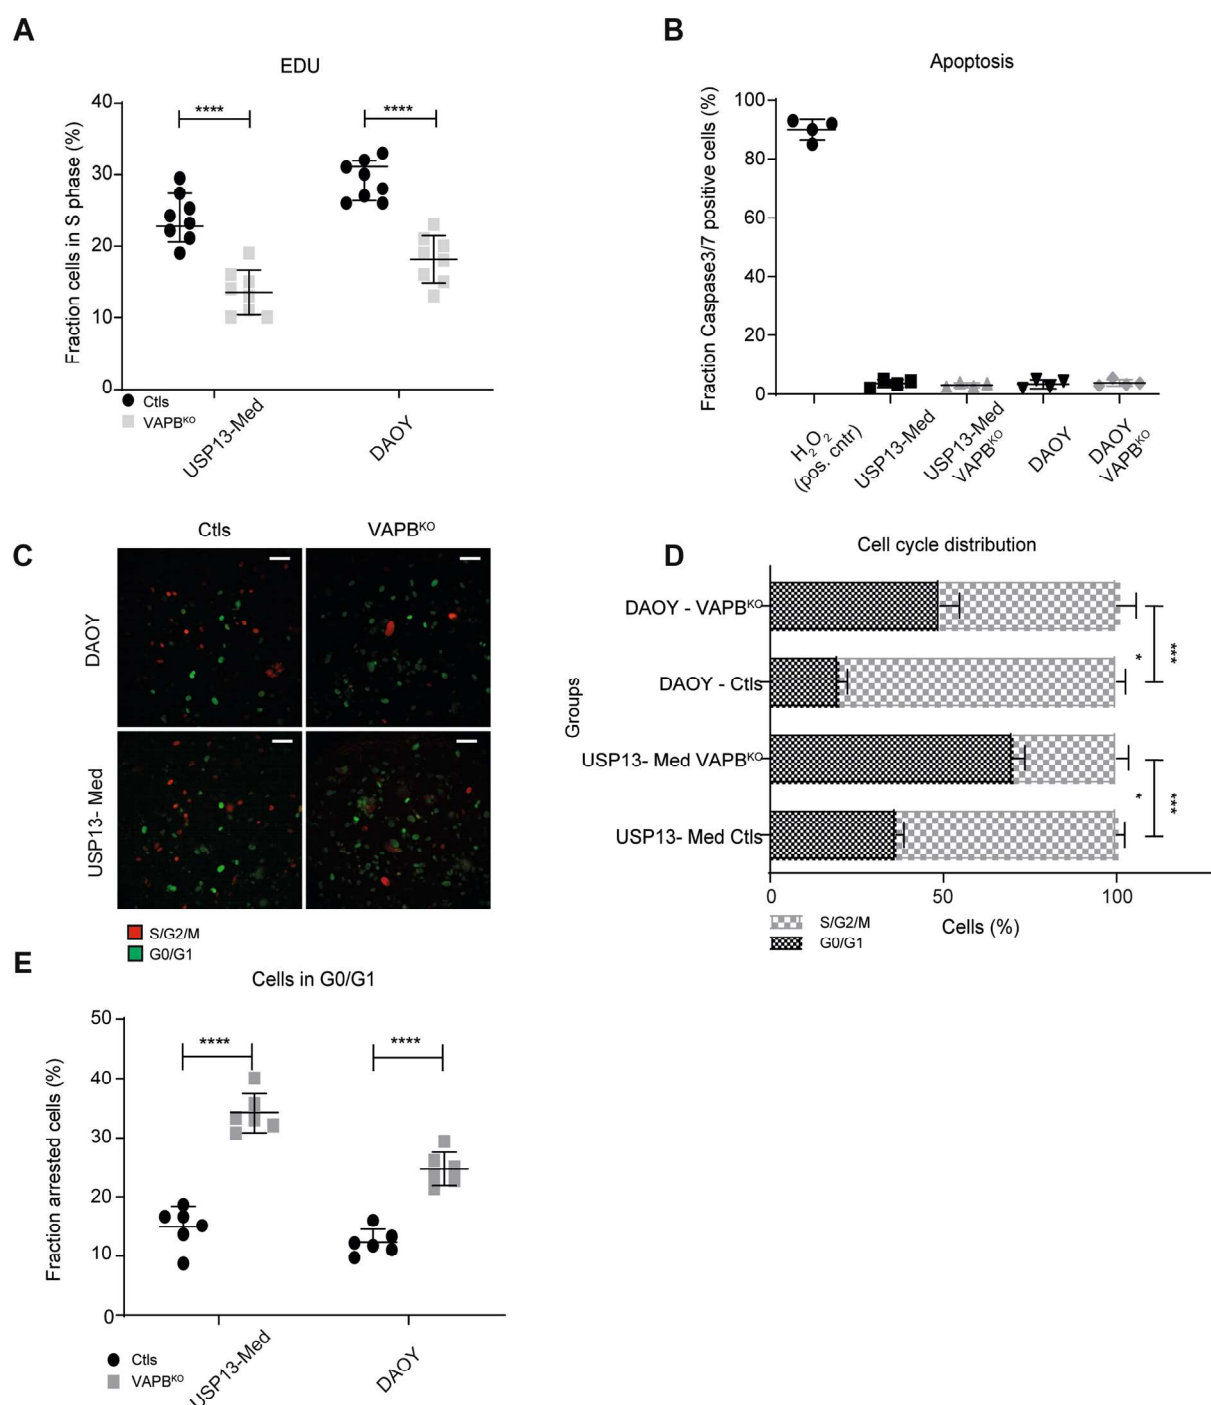 A
EDU
Fraction cells in S phase (%)
40
30
20
10
0
****
****
Ctls
VAPBᴷᴼ
USP13-Med
DAOY
B
Apoptosis
Fraction Caspase3/7 positive cells (%)
100
80
60
40
20
0
H₂O₂
(pos. cntr)
USP13-Med
USP13-Med
VAPBᴷᴼ
DAOY
DAOY
VAPBᴷᴼ
C
Ctls
VAPBᴷᴼ
DAOY
USP13- Med
S/G2/M
G0/G1
D
Cell cycle distribution
Groups
DAOY - VAPBᴷᴼ
DAOY - Ctls
USP13- Med VAPBᴷᴼ
USP13- Med Ctls
*
***
*
***
0
50
100
Cells (%)
S/G2/M
G0/G1
E
Cells in G0/G1
Fraction arrested cells (%)
50
40
30
20
10
0
****
****
Ctls
VAPBᴷᴼ
USP13-Med
DAOY